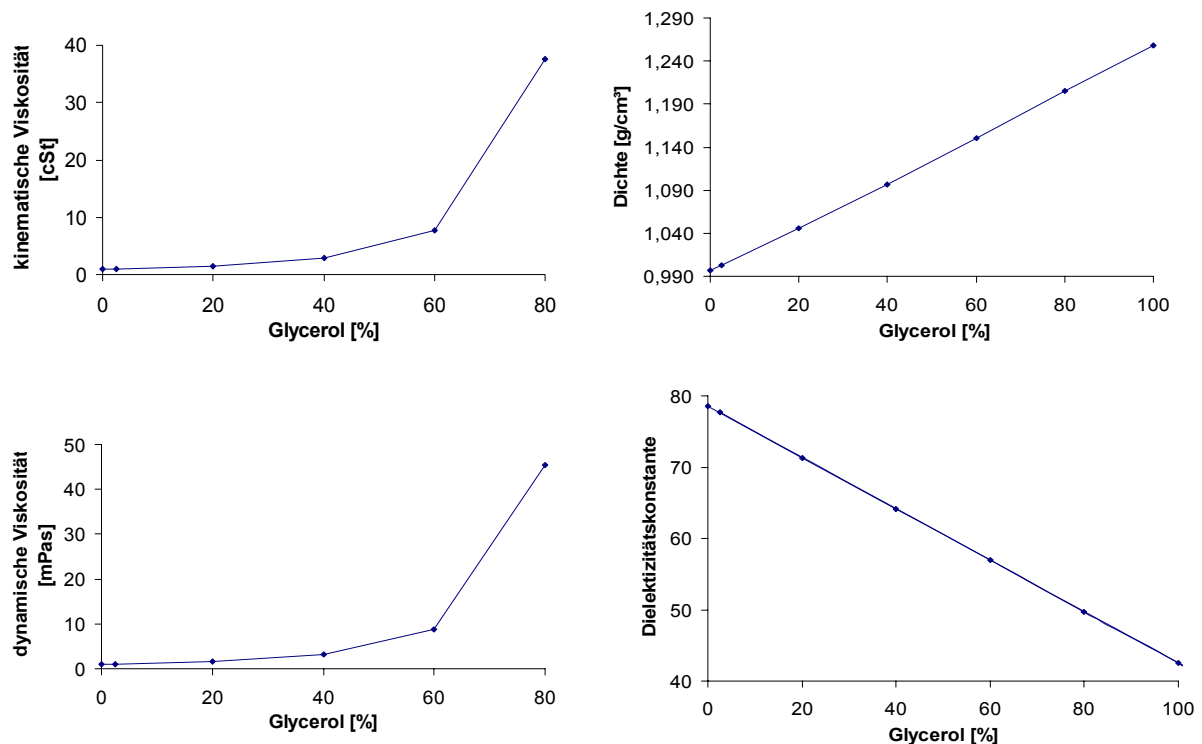 kinematische Viskosität
[cSt]
40
30
20
10
0
0 20 40 60 80
Glycerol [%]
Dichte [g/cm³]
1,290
1,240
1,190
1,140
1,090
1,040
0,990
0 20 40 60 80 100
Glycerol [%]
dynamische Viskosität
[mPas]
50
40
30
20
10
0
0 20 40 60 80
Glycerol [%]
Dielektizitätskonstante
80
70
60
50
40
0 20 40 60 80 100
Glycerol [%]